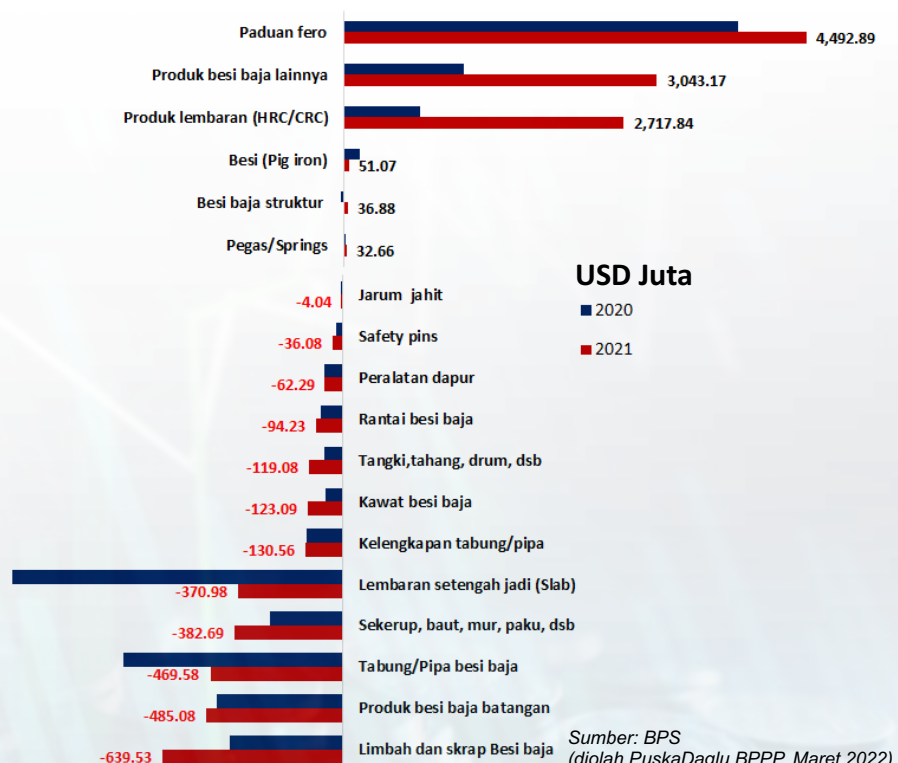 Paduan fero 4,492.89
Produk besi baja lainnya 3,043.17
Produk lembaran (HRC/CRC) 2,717.84
Besi (Pig iron) 51.07
Besi baja struktur 36.88
Pegas/Springs 32.66
USD Juta
2020
2021
-4.04 Jarum jahit
-36.08 Safety pins
-62.29 Peralatan dapur
-94.23 Rantai besi baja
-119.08 Tangki,tahang, drum, dsb
-123.09 Kawat besi baja
-130.56 Kelengkapan tabung/pipa
-370.98 Lembaran setengah jadi (Slab)
-382.69 Sekerup, baut, mur, paku, dsb
-469.58 Tabung/Pipa besi baja
-485.08 Produk besi baja batangan
-639.53 Limbah dan skrap Besi baja
Sumber: BPS
(diolah PuskaDaglu BPPP, Maret 2022)